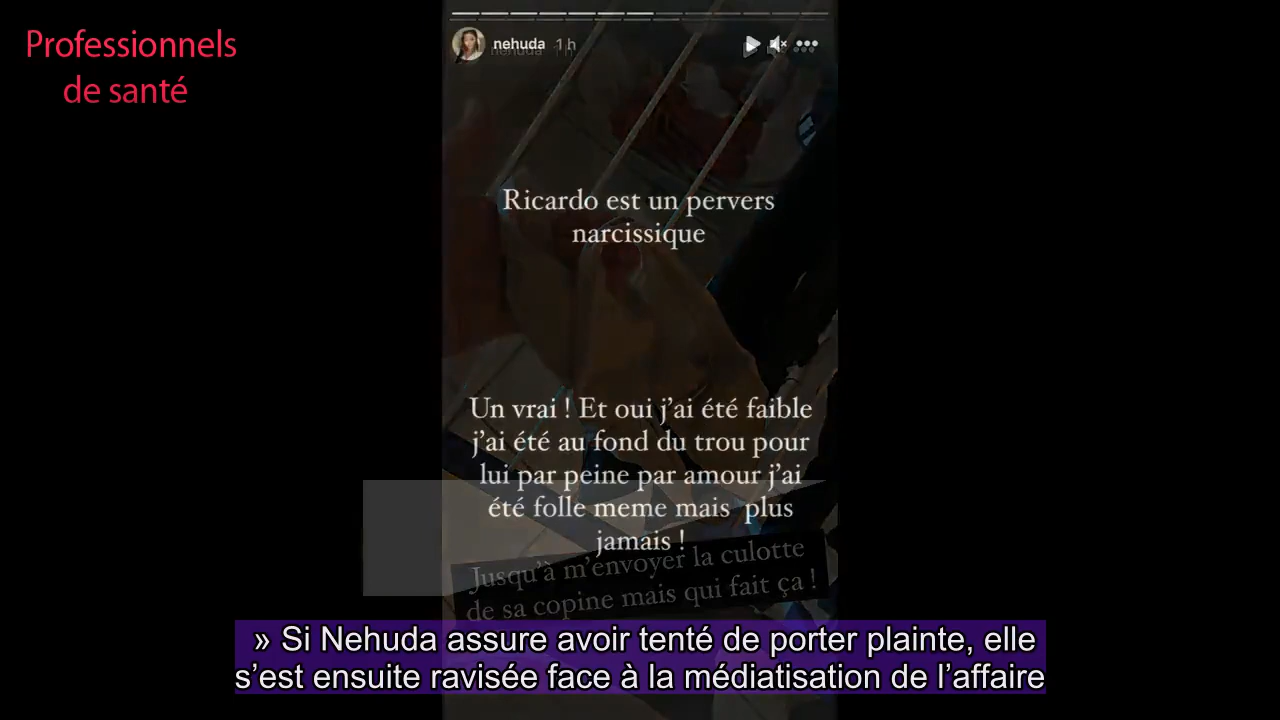 Professionnels
de santé
nehuda 1 h
Ricardo est un pervers
narcissique
Un vrai ! Et oui j’ai été faible
j’ai été au fond du trou pour
lui par peine par amour j’ai
été folle meme mais plus
jamais !
Jusqu’à m’envoyer la culotte
de sa copine mais qui fait ça !
» Si Nehuda assure avoir tenté de porter plainte, elle
s’est ensuite ravisée face à la médiatisation de l’affaire